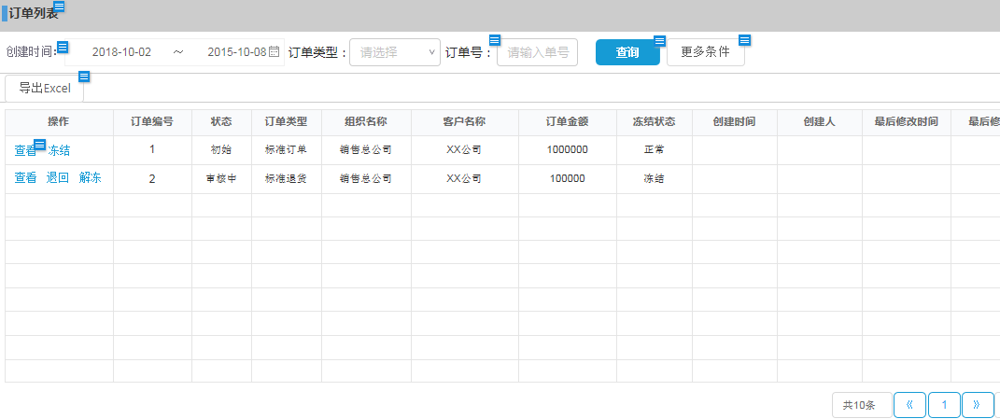 订单列表
创建时间: 2018-10-02 ～ 2015-10-08 订单类型： 请选择 订单号： 请输入单号 查询 更多条件
导出Excel
操作 订单编号 状态 订单类型 组织名称 客户名称 订单金额 冻结状态 创建时间 创建人 最后修改时间 最后修
查看 冻结 1 初始 标准订单 销售总公司 XX公司 1000000 正常
查看 退回 解冻 2 审核中 标准退货 销售总公司 XX公司 100000 冻结
共10条 《 1 》